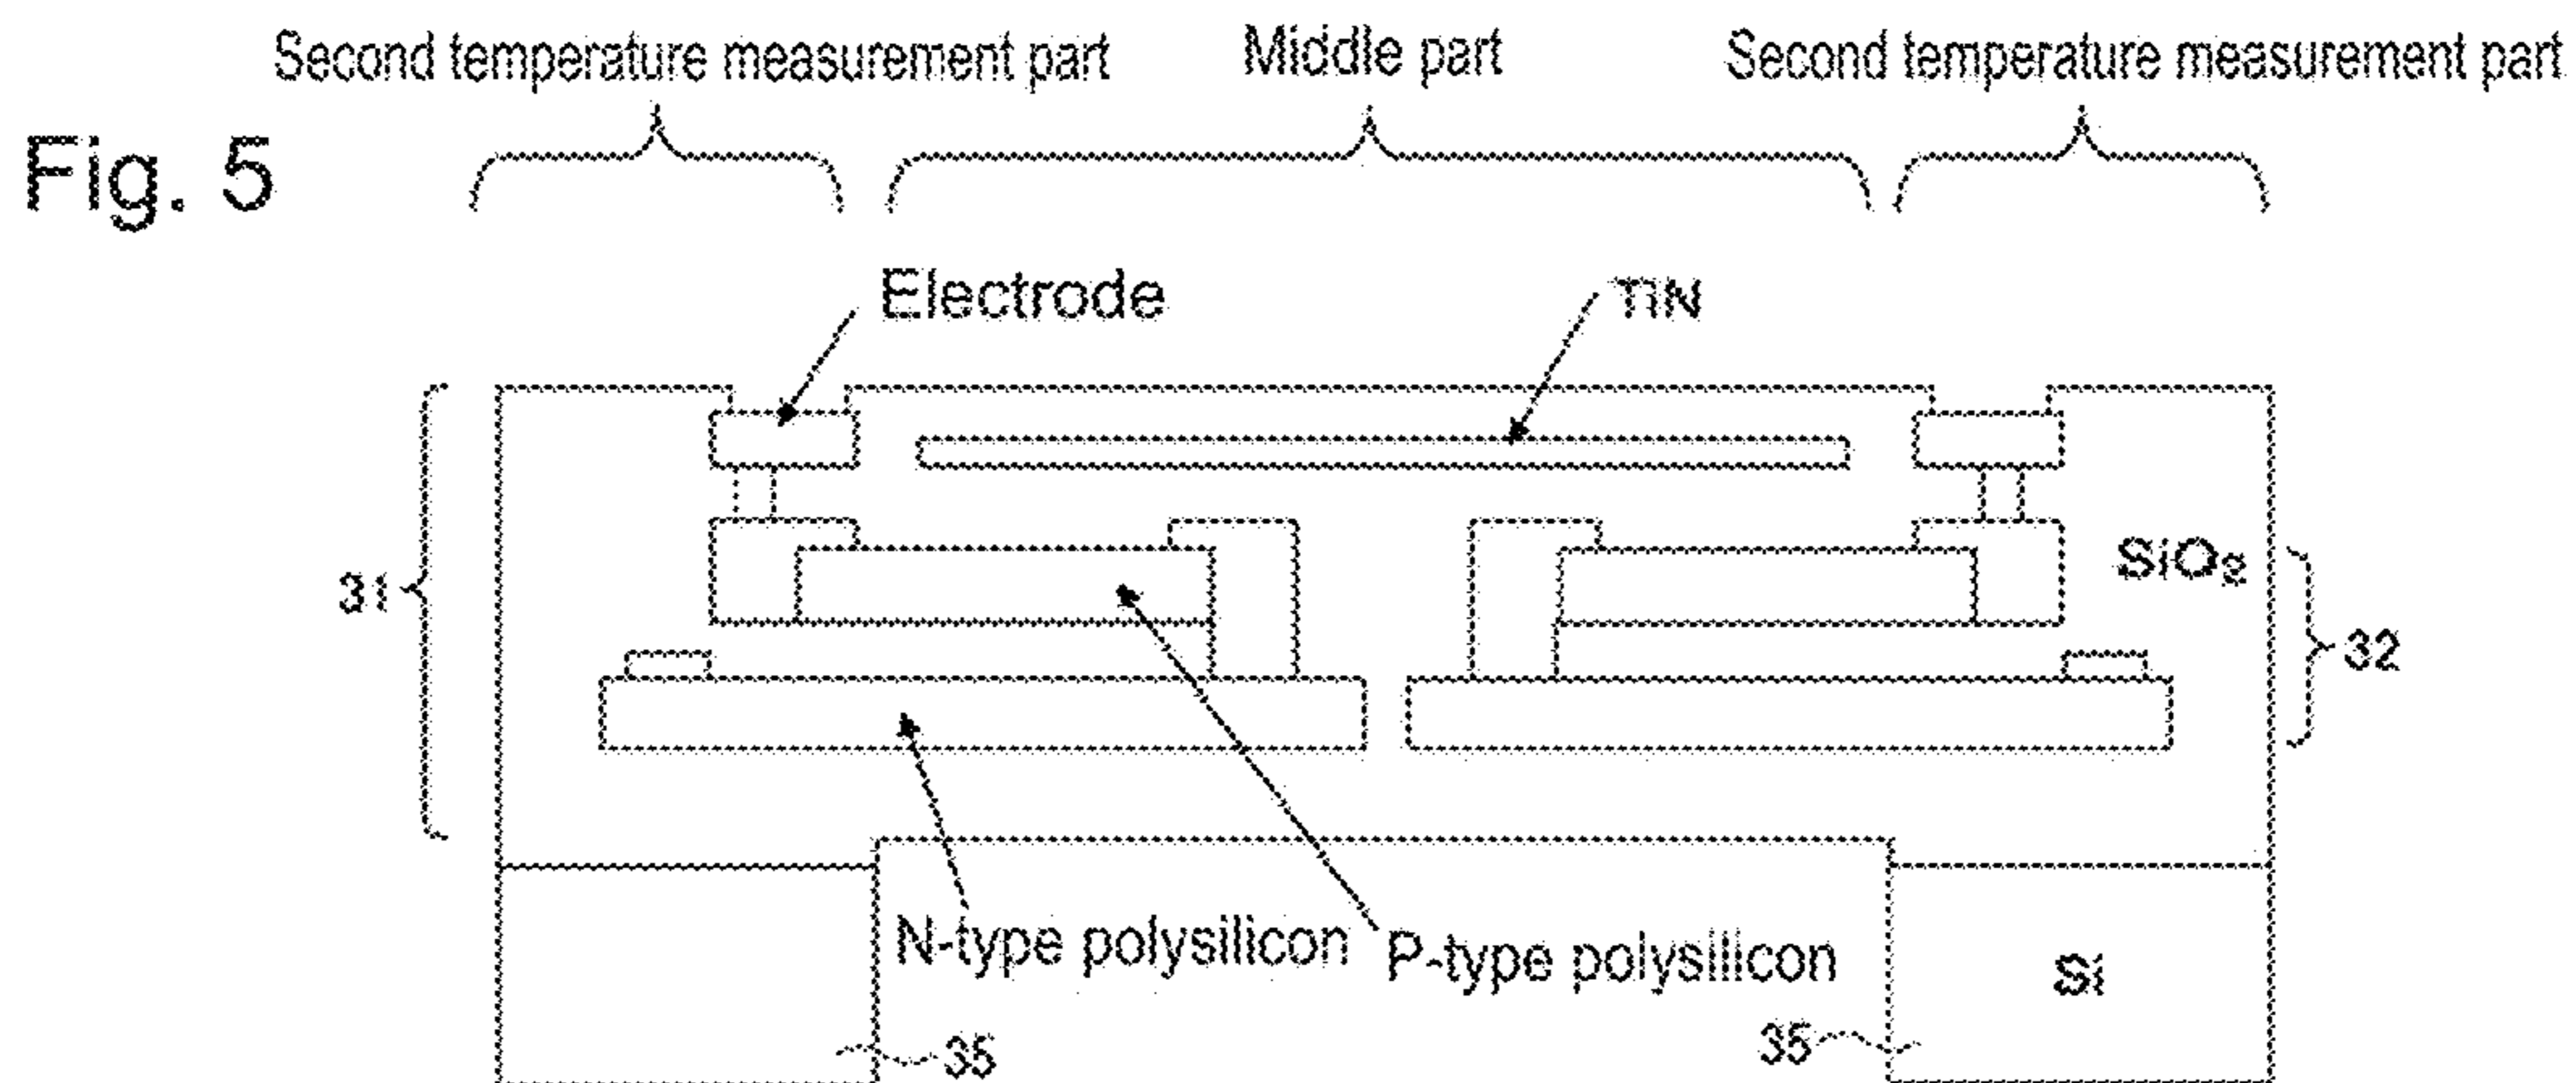 Second temperature measurement part
Middle part
Second temperature measurement part
Fig. 5
Electrode
TiN
31
SiO₂
32
N-type polysilicon
P-type polysilicon
Si
35
35